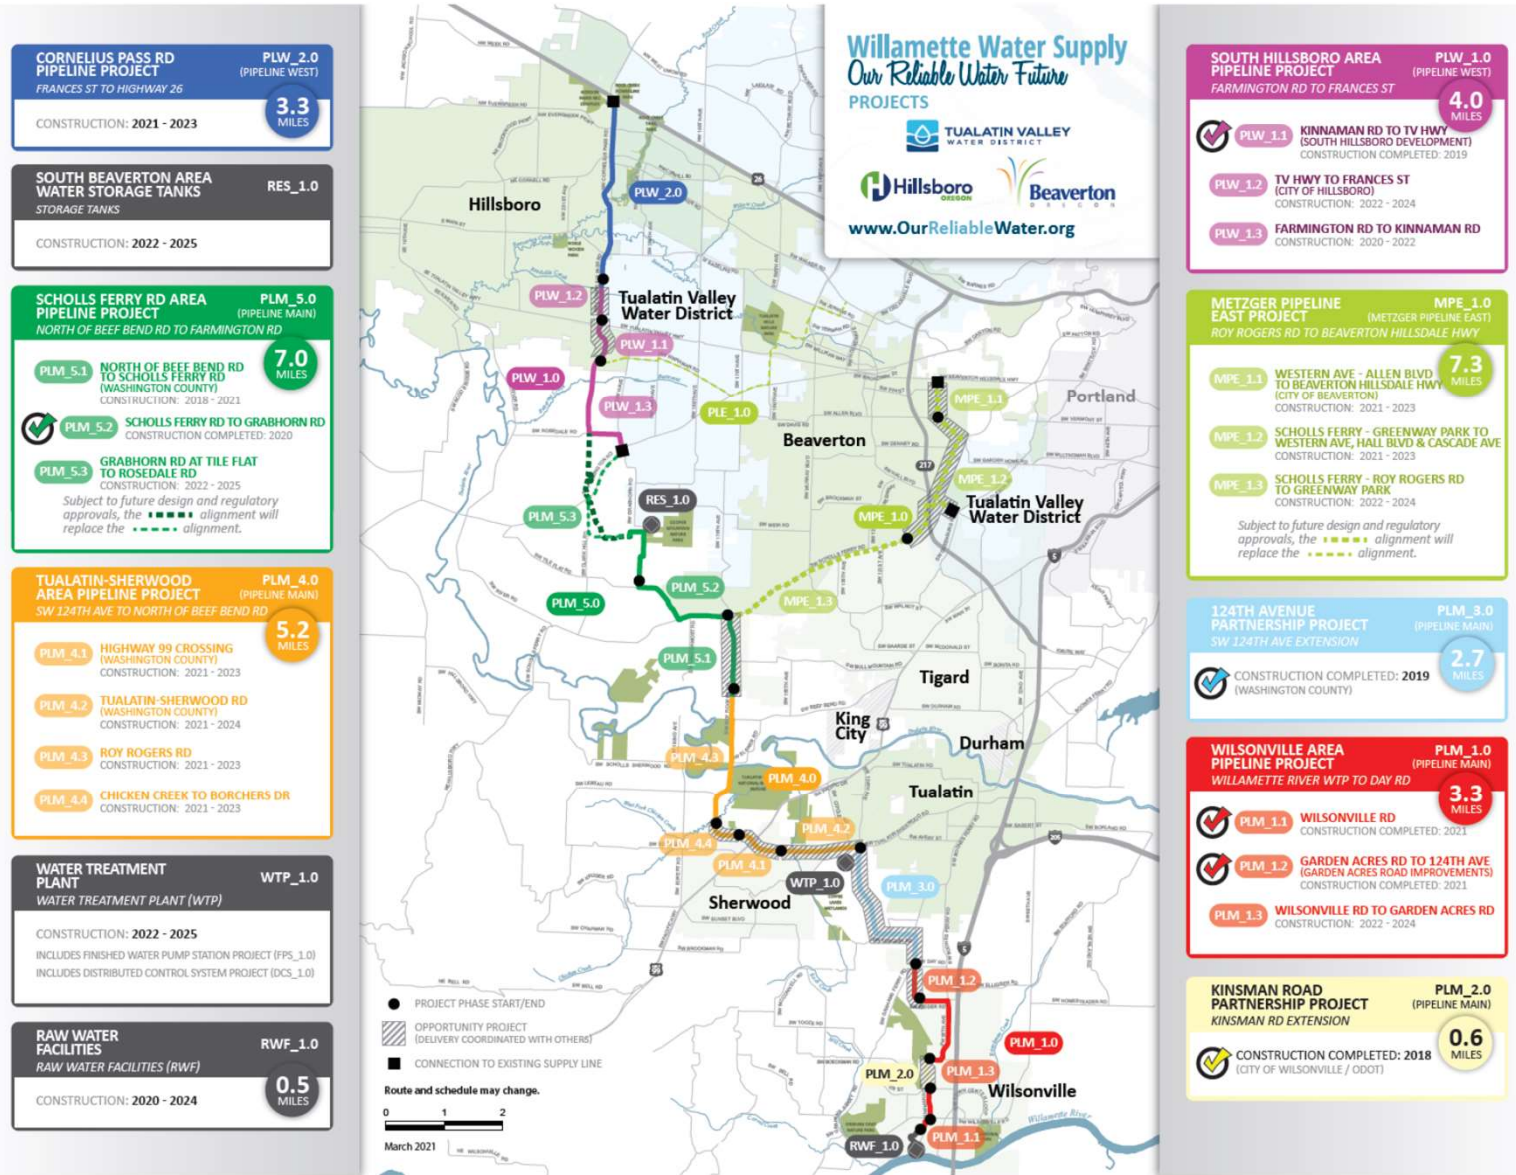 CORNELIUS PASS RD PLW_2.0
PIPELINE PROJECT (PIPELINE WEST)
FRANCES ST TO HIGHWAY 26
3.3
MILES
CONSTRUCTION: 2021 - 2023
SOUTH BEAVERTON AREA
WATER STORAGE TANKS RES_1.0
STORAGE TANKS
CONSTRUCTION: 2022 - 2025
SCHOLLS FERRY RD AREA PLM_5.0
PIPELINE PROJECT (PIPELINE MAIN)
NORTH OF BEEF BEND RD TO FARMINGTON RD
7.0
MILES
PLM_5.1 NORTH OF BEEF BEND RD
TO SCHOLLS FERRY RD
(WASHINGTON COUNTY)
CONSTRUCTION: 2018 - 2021
PLM_5.2 SCHOLLS FERRY RD TO GRABHORN RD
CONSTRUCTION COMPLETED: 2020
PLM_5.3 GRABHORN RD AT TILE FLAT
TO ROSEDALE RD
CONSTRUCTION: 2022 - 2025
Subject to future design and regulatory
approvals, the alignment will
replace the alignment.
TUALATIN-SHERWOOD PLM_4.0
AREA PIPELINE PROJECT (PIPELINE MAIN)
SW 124TH AVE TO NORTH OF BEEF BEND RD
5.2
MILES
PLM_4.1 HIGHWAY 99 CROSSING
(WASHINGTON COUNTY)
CONSTRUCTION: 2021 - 2023
PLM_4.2 TUALATIN-SHERWOOD RD
(WASHINGTON COUNTY)
CONSTRUCTION: 2021 - 2024
PLM_4.3 ROY ROGERS RD
CONSTRUCTION: 2021 - 2023
PLM_4.4 CHICKEN CREEK TO BORCHERS DR
CONSTRUCTION: 2021 - 2023
WATER TREATMENT
PLANT WTP_1.0
WATER TREATMENT PLANT (WTP)
CONSTRUCTION: 2022 - 2025
INCLUDES FINISHED WATER PUMP STATION PROJECT (FPS_1.0)
INCLUDES DISTRIBUTED CONTROL SYSTEM PROJECT (DCS_1.0)
RAW WATER
FACILITIES RWF_1.0
RAW WATER FACILITIES (RWF)
0.5
MILES
CONSTRUCTION: 2020 - 2024
Willamette Water Supply
Our Reliable Water Future
PROJECTS
TUALATIN VALLEY
WATER DISTRICT
Hillsboro
OREGON
Beaverton
OREGON
www.OurReliableWater.org
26
PLW_2.0
Hillsboro
PLW_1.2
Tualatin Valley
Water District
PLW_1.1
PLW_1.0
PLW_1.3
PLE_1.0
MPE_1.1
Portland
Beaverton
217
MPE_1.2
RES_1.0
PLM_5.3
MPE_1.0
Tualatin Valley
Water District
5
PLM_5.2
PLM_5.0
MPE_1.3
PLM_5.1
Tigard
King
City
Durham
PLM_4.3
PLM_4.0
Tualatin
PLM_4.2
205
PLM_4.4
PLM_4.1
WTP_1.0
PLM_3.0
Sherwood
5
PLM_1.2
PLM_1.0
PLM_2.0
PLM_1.3
Wilsonville
Willamette River
PLM_1.1
RWF_1.0
PROJECT PHASE START/END
OPPORTUNITY PROJECT
(DELIVERY COORDINATED WITH OTHERS)
CONNECTION TO EXISTING SUPPLY LINE
Route and schedule may change.
0 1 2
March 2021
SOUTH HILLSBORO AREA PLW_1.0
PIPELINE PROJECT (PIPELINE WEST)
FARMINGTON RD TO FRANCES ST
4.0
MILES
PLW_1.1 KINNAMAN RD TO TV HWY
(SOUTH HILLSBORO DEVELOPMENT)
CONSTRUCTION COMPLETED: 2019
PLW_1.2 TV HWY TO FRANCES ST
(CITY OF HILLSBORO)
CONSTRUCTION: 2022 - 2024
PLW_1.3 FARMINGTON RD TO KINNAMAN RD
CONSTRUCTION: 2020 - 2022
METZGER PIPELINE MPE_1.0
EAST PROJECT (METZGER PIPELINE EAST)
ROY ROGERS RD TO BEAVERTON HILLSDALE HWY
7.3
MILES
MPE_1.1 WESTERN AVE - ALLEN BLVD
TO BEAVERTON HILLSDALE HWY
(CITY OF BEAVERTON)
CONSTRUCTION: 2021 - 2023
MPE_1.2 SCHOLLS FERRY - GREENWAY PARK TO
WESTERN AVE, HALL BLVD & CASCADE AVE
CONSTRUCTION: 2021 - 2023
MPE_1.3 SCHOLLS FERRY - ROY ROGERS RD
TO GREENWAY PARK
CONSTRUCTION: 2022 - 2024
Subject to future design and regulatory
approvals, the alignment will
replace the alignment.
124TH AVENUE PLM_3.0
PARTNERSHIP PROJECT (PIPELINE MAIN)
SW 124TH AVE EXTENSION
2.7
MILES
CONSTRUCTION COMPLETED: 2019
(WASHINGTON COUNTY)
WILSONVILLE AREA PLM_1.0
PIPELINE PROJECT (PIPELINE MAIN)
WILLAMETTE RIVER WTP TO DAY RD
3.3
MILES
PLM_1.1 WILSONVILLE RD
CONSTRUCTION COMPLETED: 2021
PLM_1.2 GARDEN ACRES RD TO 124TH AVE
(GARDEN ACRES ROAD IMPROVEMENTS)
CONSTRUCTION COMPLETED: 2021
PLM_1.3 WILSONVILLE RD TO GARDEN ACRES RD
CONSTRUCTION: 2022 - 2024
KINSMAN ROAD PLM_2.0
PARTNERSHIP PROJECT (PIPELINE MAIN)
KINSMAN RD EXTENSION
0.6
MILES
CONSTRUCTION COMPLETED: 2018
(CITY OF WILSONVILLE / ODOT)